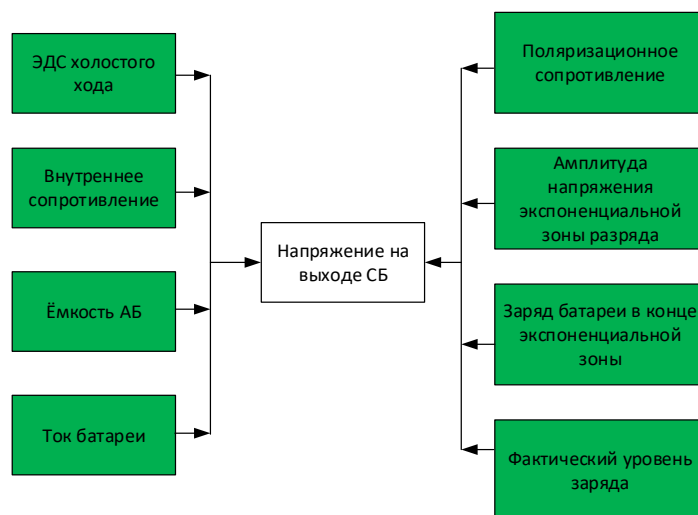 ЭДС холостого
хода
Внутреннее
сопротивление
Ёмкость АБ
Ток батареи
Напряжение на
выходе СБ
Поляризационное
сопротивление
Амплитуда
напряжения
экспоненциальной
зоны разряда
Заряд батареи в конце
экспоненциальной
зоны
Фактический уровень
заряда